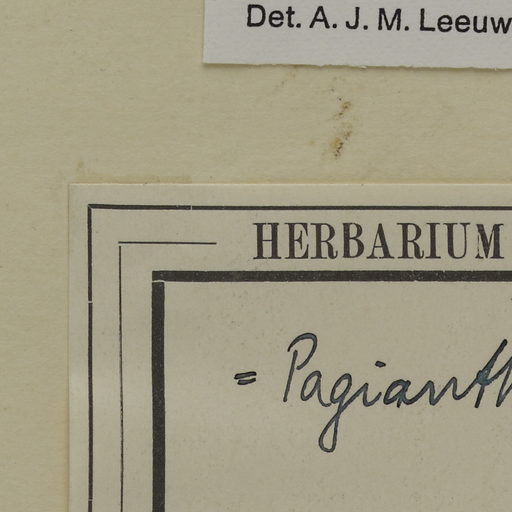 Det. A. J. M. Leeuw
HERBARIUM
= Pagianth